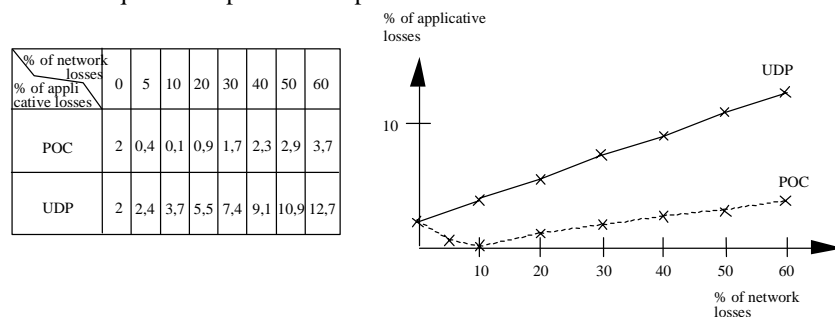 % of network
losses
% of appli
cative losses
0 5 10 20 30 40 50 60
POC 2 0,4 0,1 0,9 1,7 2,3 2,9 3,7
UDP 2 2,4 3,7 5,5 7,4 9,1 10,9 12,7
% of applicative
losses
UDP
10
POC
10 20 30 40 50 60
% of network
losses